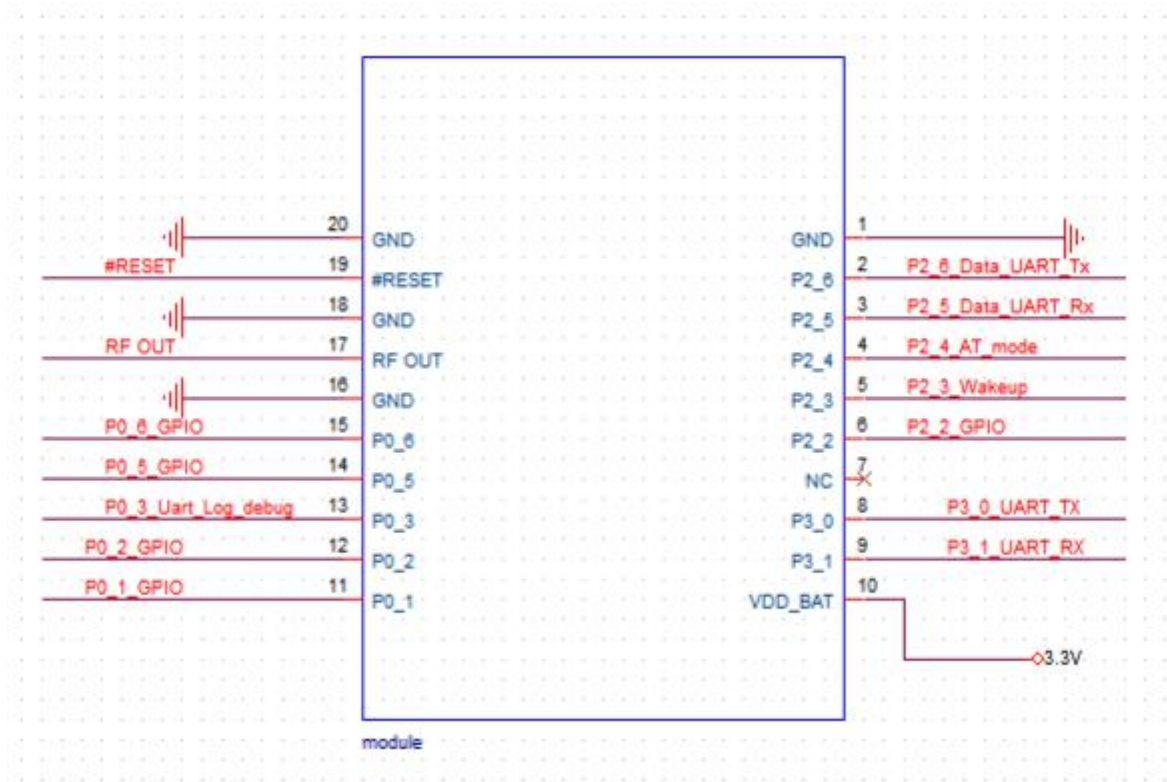 20 GND GND 1
#RESET 19 #RESET P2_6 2 P2_6_Data_UART_Tx
18 GND P2_5 3 P2_5_Data_UART_Rx
RF OUT 17 RF OUT P2_4 4 P2_4_AT_mode
16 GND P2_3 5 P2_3_Wakeup
P0_6_GPIO 15 P0_6 P2_2 6 P2_2_GPIO
P0_5_GPIO 14 P0_5 NC 7
P0_3_Uart_Log_debug 13 P0_3 P3_0 8 P3_0_UART_TX
P0_2_GPIO 12 P0_2 P3_1 9 P3_1_UART_RX
P0_1_GPIO 11 P0_1 VDD_BAT 10
3.3V
module